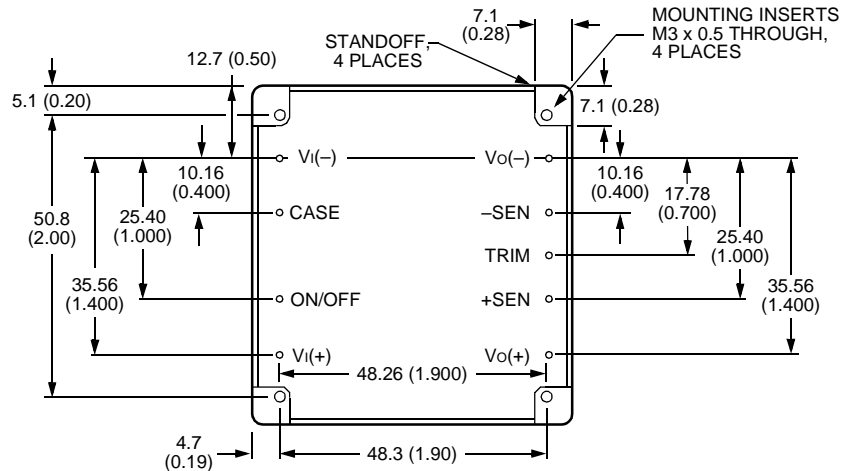 7.1
(0.28)
MOUNTING INSERTS
M3 x 0.5 THROUGH,
4 PLACES
STANDOFF,
4 PLACES
12.7 (0.50)
5.1 (0.20)
7.1 (0.28)
VI(–)
VO(–)
10.16
(0.400)
10.16
(0.400)
17.78
(0.700)
CASE
–SEN
50.8
(2.00)
25.40
(1.000)
25.40
(1.000)
TRIM
35.56
(1.400)
35.56
(1.400)
ON/OFF
+SEN
VI(+)
VO(+)
48.26 (1.900)
4.7
(0.19)
48.3 (1.90)